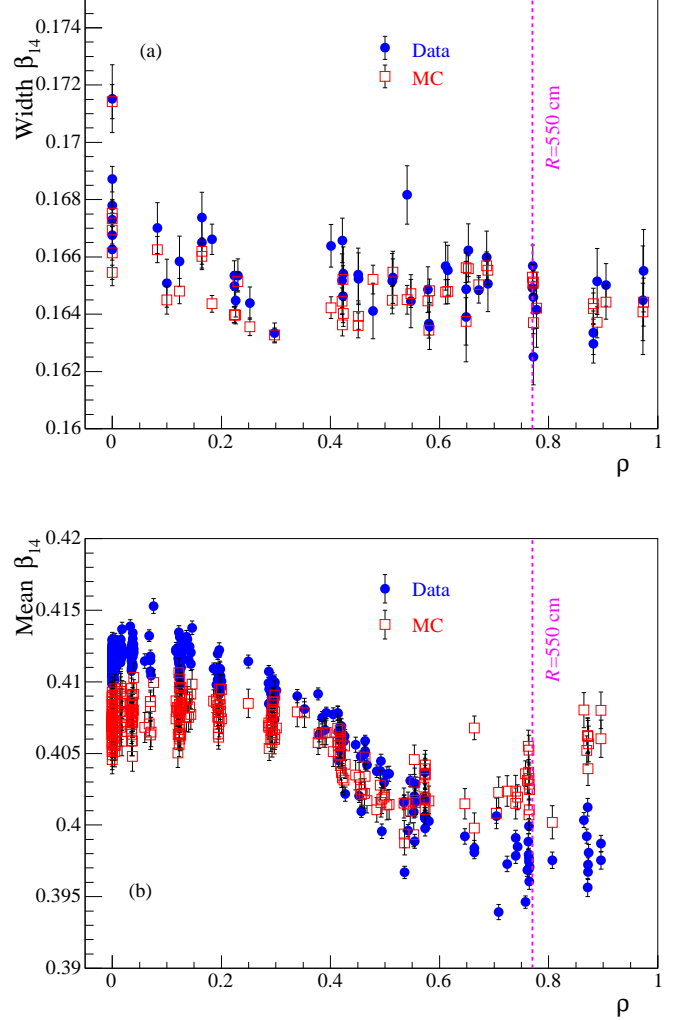 Width β14
0.174
0.172
0.17
0.168
0.166
0.164
0.162
0.16
(a)
Data
MC
R=550 cm
0 0.2 0.4 0.6 0.8 1
ρ
Mean β14
0.42
0.415
0.41
0.405
0.4
0.395
0.39
Data
MC
R=550 cm
(b)
0 0.2 0.4 0.6 0.8 1
ρ